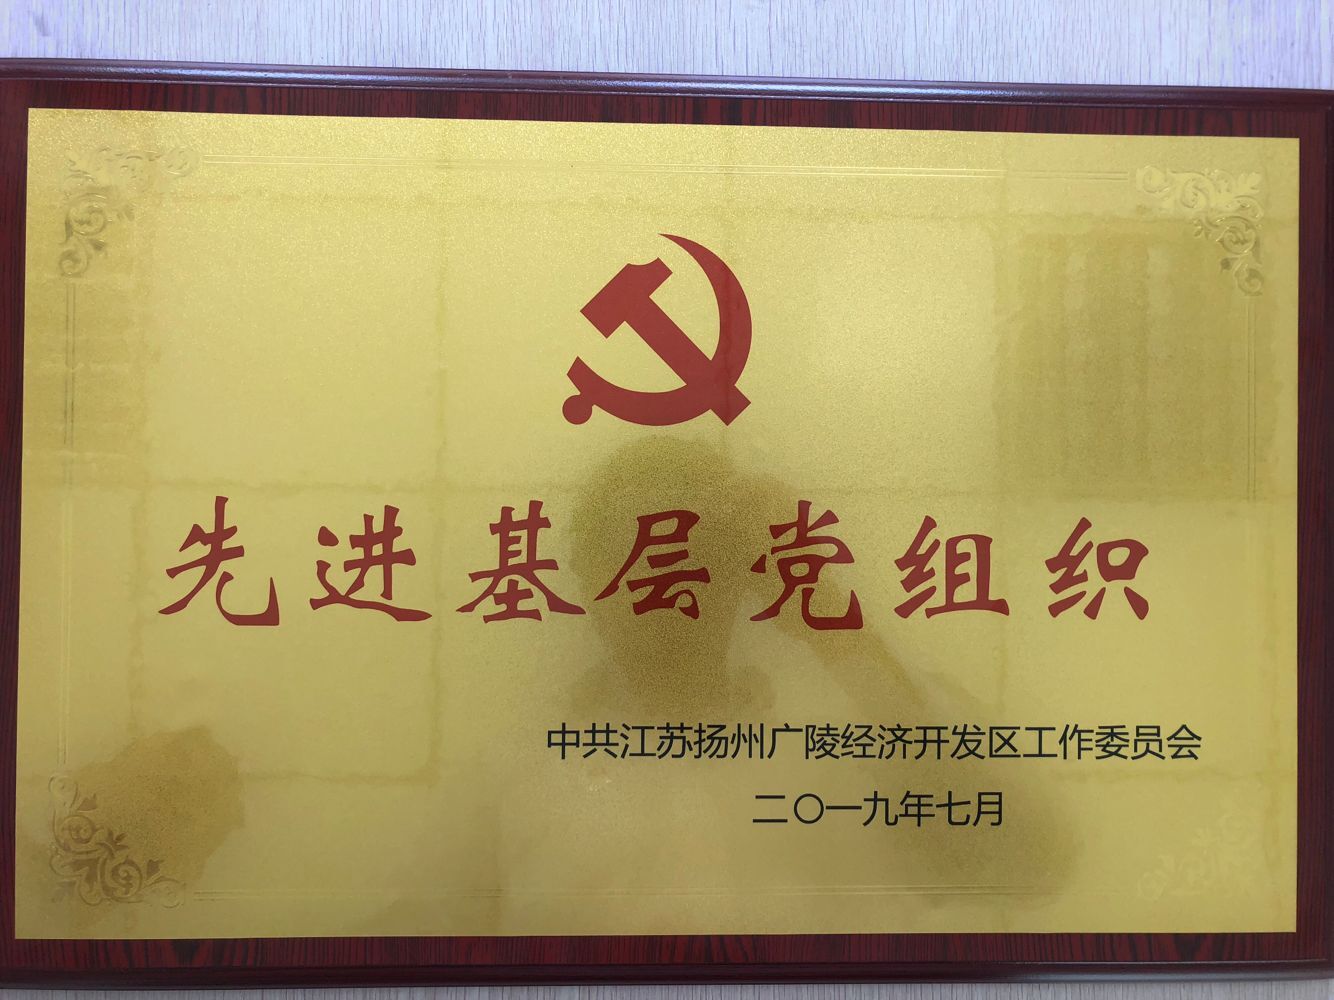 先进基层党组织
中共江苏扬州广陵经济开发区工作委员会
二〇一九年七月